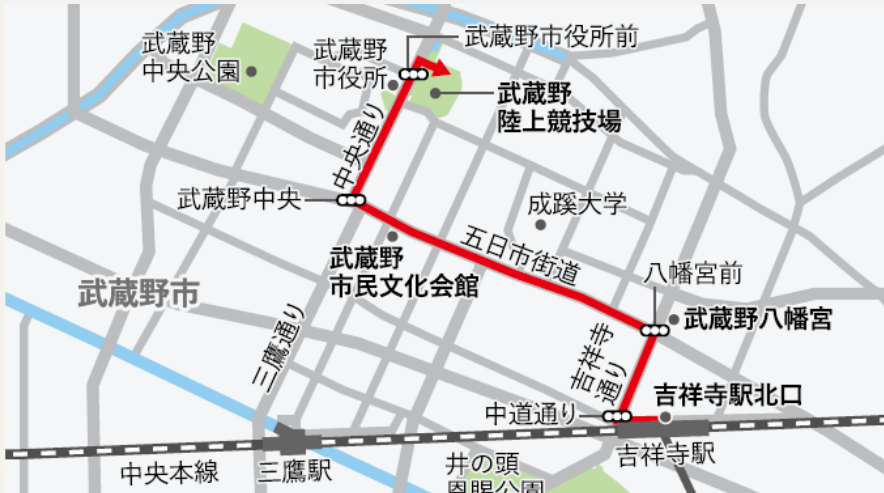 武蔵野
中央公園
武蔵野
市役所
武蔵野市役所前
武蔵野
陸上競技場
中央通り
武蔵野中央
成蹊大学
五日市街道
武蔵野
市民文化会館
八幡宮前
武蔵野市
武蔵野八幡宮
三鷹通り
吉祥寺
通り
吉祥寺駅北口
中道通り
吉祥寺駅
中央本線
三鷹駅
井の頭
恩賜公園